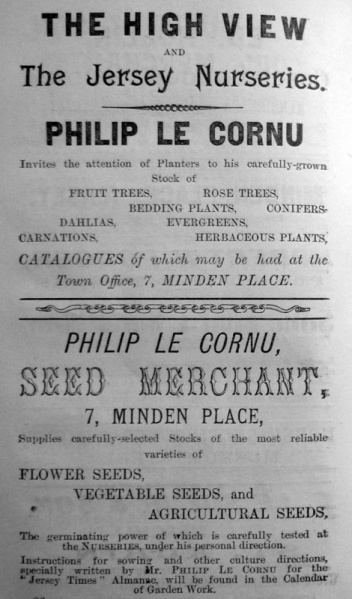 THE HIGH VIEW
AND
The Jersey Nurseries.
PHILIP LE CORNU
Invites the attention of Planters to his carefully-grown
Stock of
FRUIT TREES, ROSE TREES,
BEDDING PLANTS, CONIFERS,
DAHLIAS, EVERGREENS,
CARNATIONS, HERBACEOUS PLANTS,
CATALOGUES of which may be had at the
Town Office, 7, MINDEN PLACE.
PHILIP LE CORNU,
SEED MERCHANT,
7, MINDEN PLACE,
Supplies carefully-selected Stocks of the most reliable
varieties of
FLOWER SEEDS,
VEGETABLE SEEDS, and
AGRICULTURAL SEEDS,
The germinating power of which is carefully tested at
the NURSERIES, under his personal direction.
Instructions for sowing and other culture directions,
specially written by Mr. PHILIP LE CORNU for the
"Jersey Times" Almanac, will be found in the Calendar
of Garden Work.